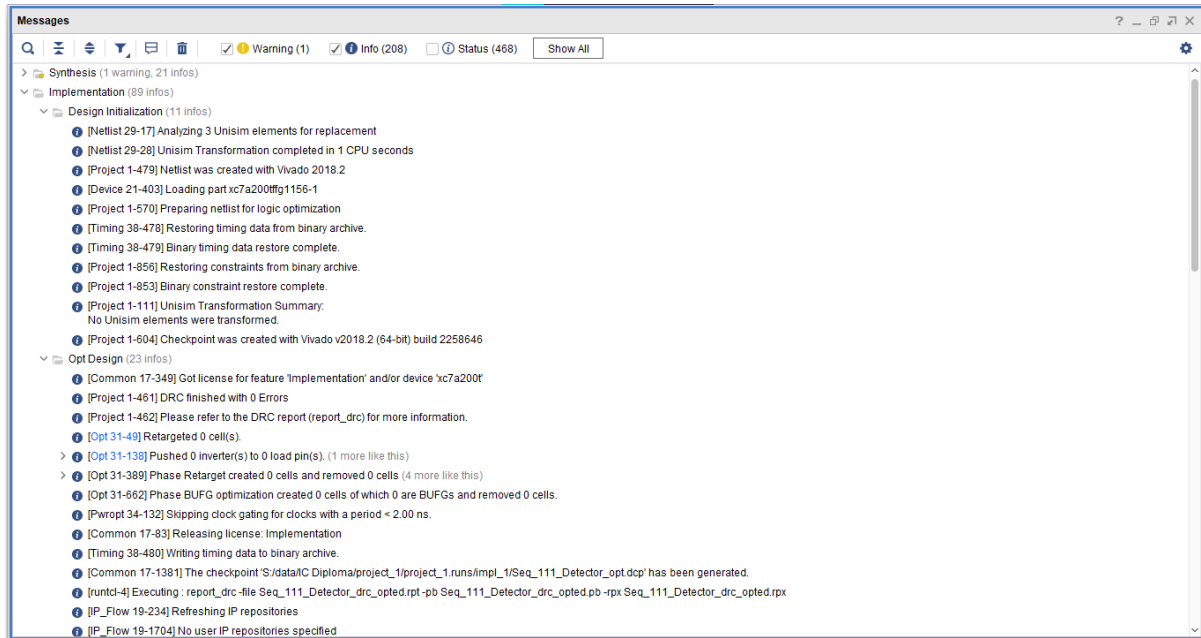 Messages
Warning (1) Info (208) Status (468) Show All
Synthesis (1 warning, 21 infos)
Implementation (89 infos)
Design Initialization (11 infos)
[Netlist 29-17] Analyzing 3 Unisim elements for replacement
[Netlist 29-28] Unisim Transformation completed in 1 CPU seconds
[Project 1-479] Netlist was created with Vivado 2018.2
[Device 21-403] Loading part xc7a200tffg1156-1
[Project 1-570] Preparing netlist for logic optimization
[Timing 38-478] Restoring timing data from binary archive.
[Timing 38-479] Binary timing data restore complete.
[Project 1-856] Restoring constraints from binary archive.
[Project 1-853] Binary constraint restore complete.
[Project 1-111] Unisim Transformation Summary:
No Unisim elements were transformed.
[Project 1-604] Checkpoint was created with Vivado v2018.2 (64-bit) build 2258646
Opt Design (23 infos)
[Common 17-349] Got license for feature 'Implementation' and/or device 'xc7a200t'
[Project 1-461] DRC finished with 0 Errors
[Project 1-462] Please refer to the DRC report (report_drc) for more information.
[Opt 31-49] Retargeted 0 cell(s).
[Opt 31-138] Pushed 0 inverter(s) to 0 load pin(s). (1 more like this)
[Opt 31-389] Phase Retarget created 0 cells and removed 0 cells (4 more like this)
[Opt 31-662] Phase BUFG optimization created 0 cells of which 0 are BUFGs and removed 0 cells.
[Pwropt 34-132] Skipping clock gating for clocks with a period < 2.00 ns.
[Common 17-83] Releasing license: Implementation
[Timing 38-480] Writing timing data to binary archive.
[Common 17-1381] The checkpoint 'S:/data/IC Diploma/project_1/project_1.runs/impl_1/Seq_111_Detector_opt.dcp' has been generated.
[runtcl-4] Executing : report_drc -file Seq_111_Detector_drc_opted.rpt -pb Seq_111_Detector_drc_opted.pb -rpx Seq_111_Detector_drc_opted.rpx
[IP_Flow 19-234] Refreshing IP repositories
[IP_Flow 19-1704] No user IP repositories specified